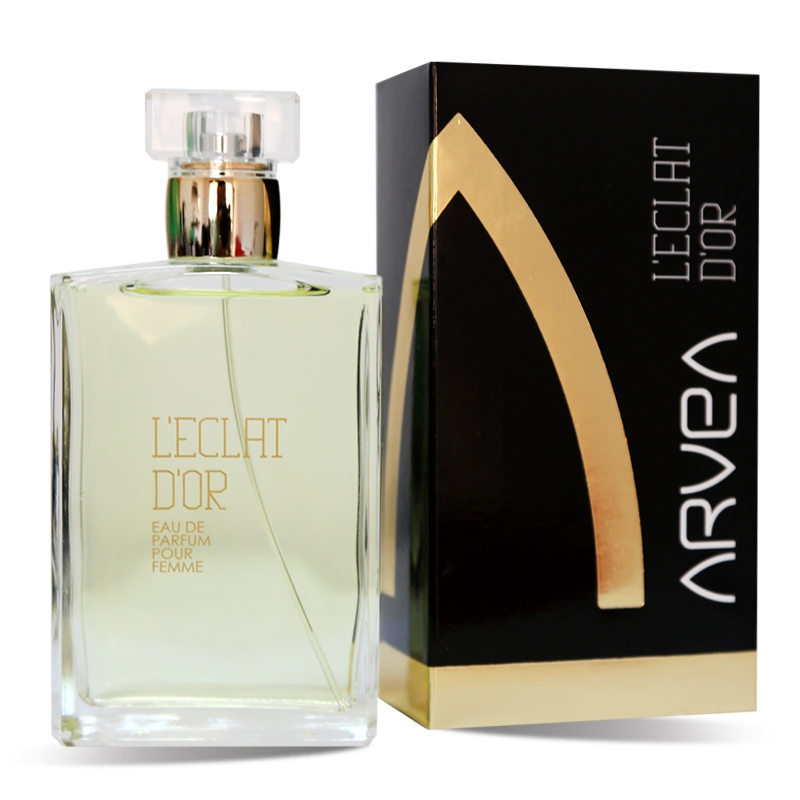 L'ECLAT
D'OR
EAU DE
PARFUM
POUR
FEMME
L'ECLAT
D'OR
ARVEA